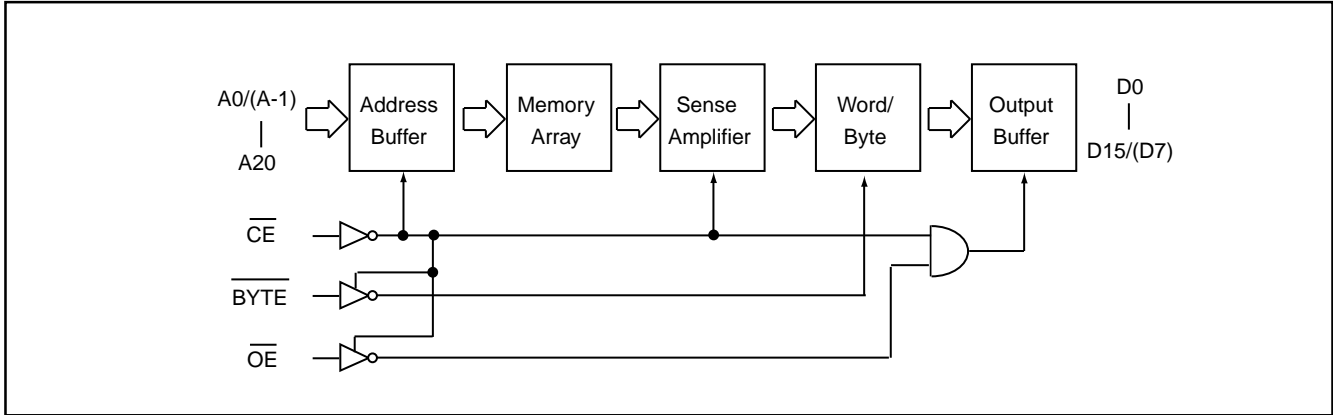 A0/(A-1)
A20
Address
Buffer
Memory
Array
Sense
Amplifier
Word/
Byte
Output
Buffer
D0
D15/(D7)
CE
BYTE
OE